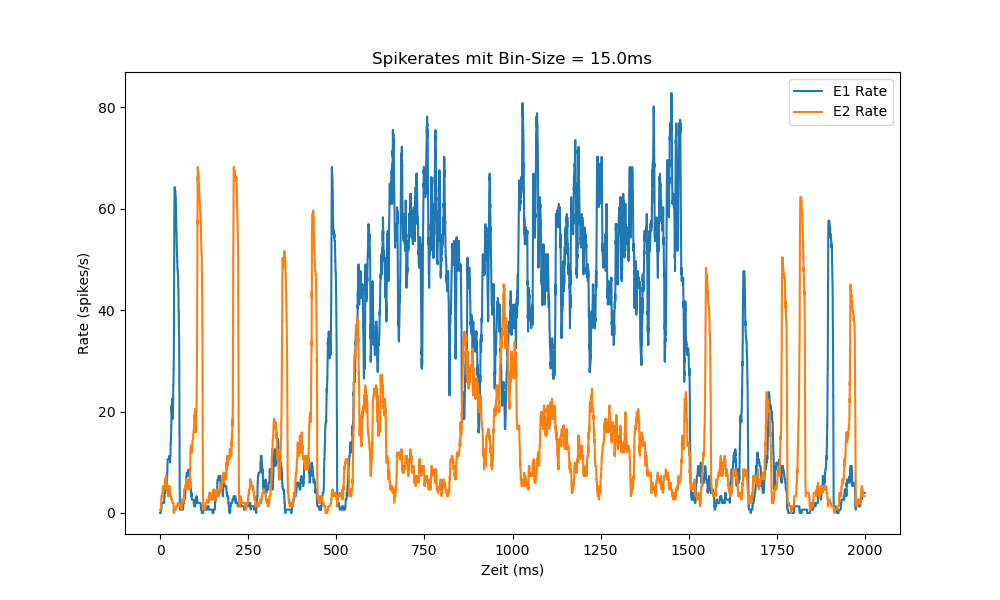 Spikerates mit Bin-Size = 15.0ms
E1 Rate
E2 Rate
80
60
40
20
0
Rate (spikes/s)
0 250 500 750 1000 1250 1500 1750 2000
Zeit (ms)